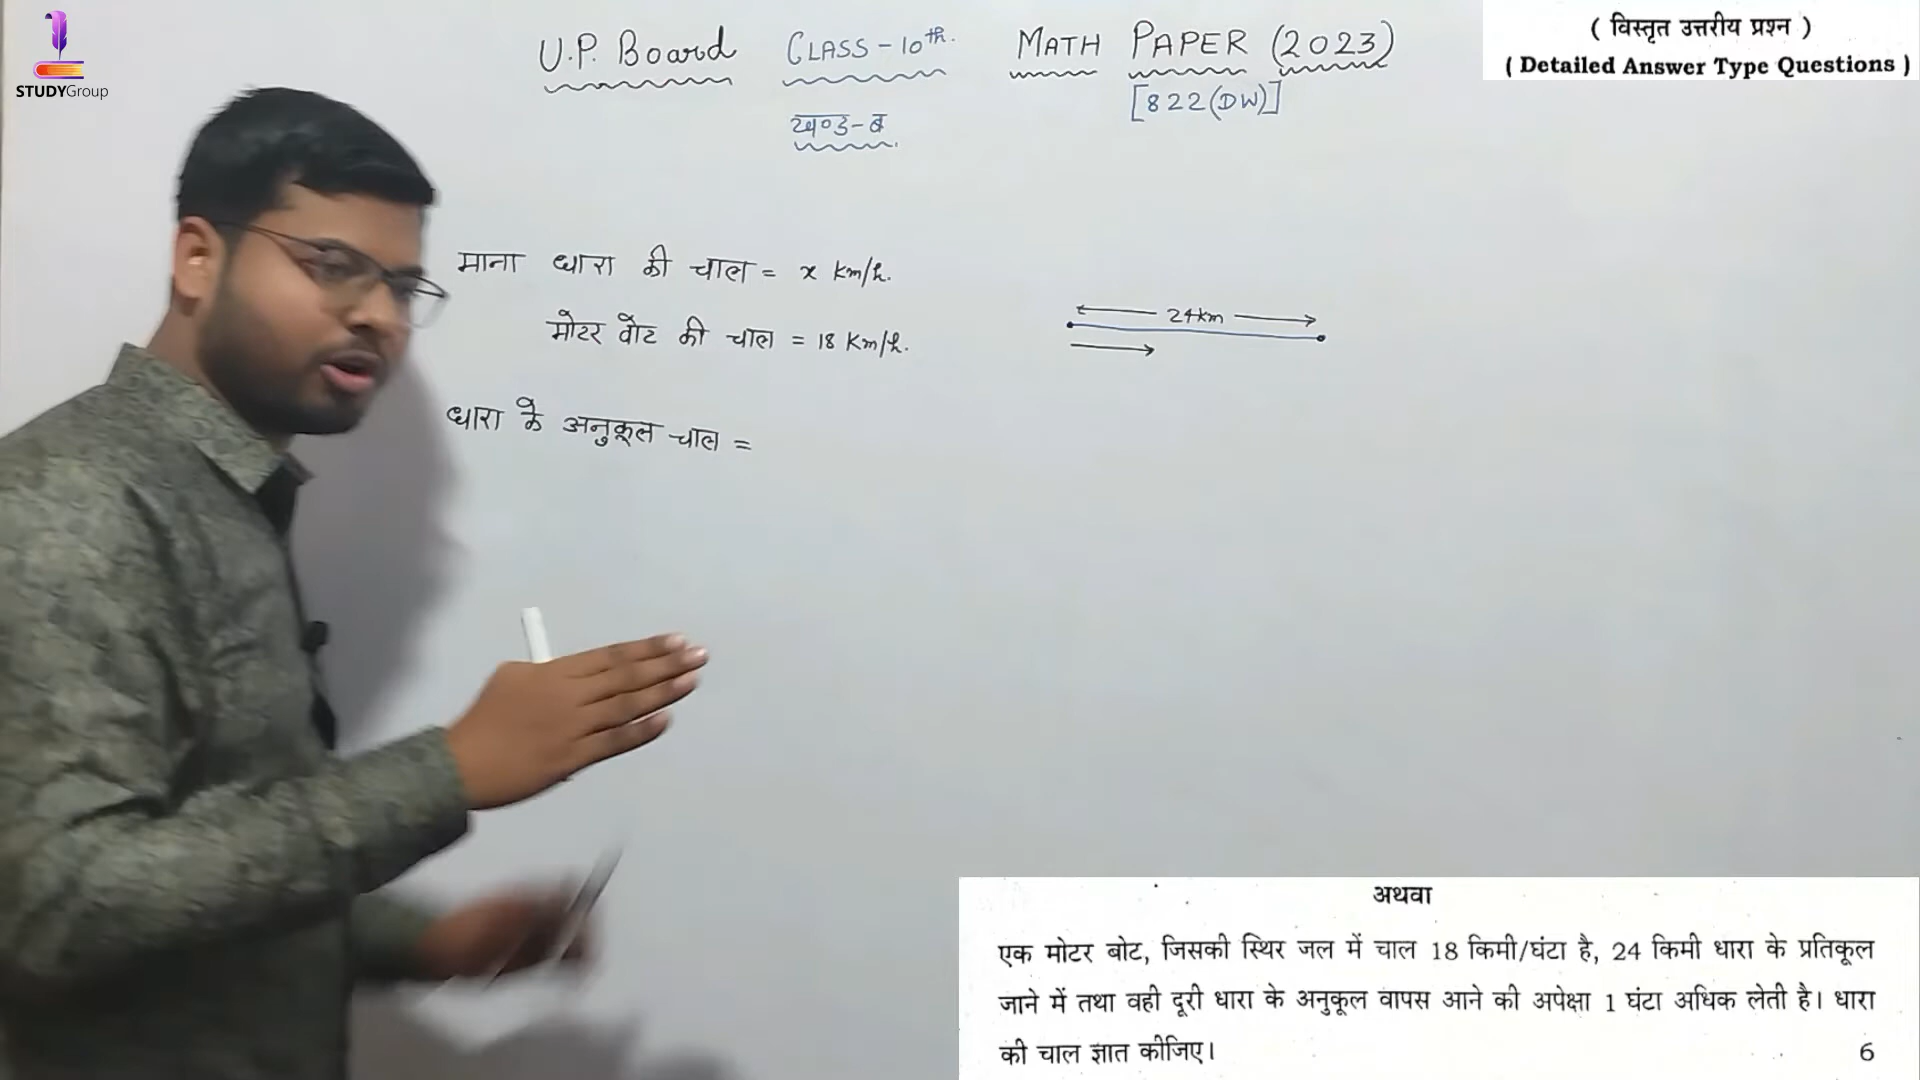 STUDYGroup
U.P. Board CLASS-10th. MATH PAPER (2023)
[822(DW)]
खण्ड-ब
( विस्तृत उत्तरीय प्रश्न )
( Detailed Answer Type Questions )
माना धारा की चाल = x km/h.
मोटर वोट की चाल = 18 Km/h.
24km
धारा के अनुकूल चाल =
अथवा
एक मोटर बोट, जिसकी स्थिर जल में चाल 18 किमी/घंटा है, 24 किमी धारा के प्रतिकूल
जाने में तथा वही दूरी धारा के अनुकूल वापस आने की अपेक्षा 1 घंटा अधिक लेती है। धारा
की चाल ज्ञात कीजिए।
6